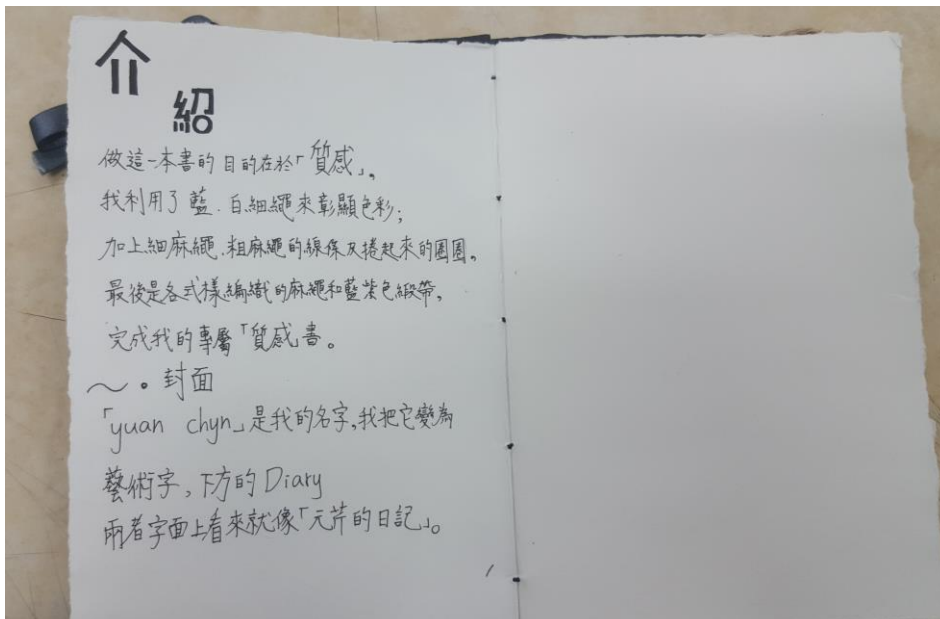 介
紹
做這一本書的目的在於「質感」。
我利用了藍、白細繩來彰顯色彩;
加上細麻繩、粗麻繩的線條及捲起來的圈圈。
最後是各式樣編織的麻繩和藍紫色緞帶,
完成我的專屬「質感」書。
～。封面
「yuan chyn」是我的名字,我把它變為
藝術字,下方的Diary
兩者字面上看來就像「元芹的日記」。
1